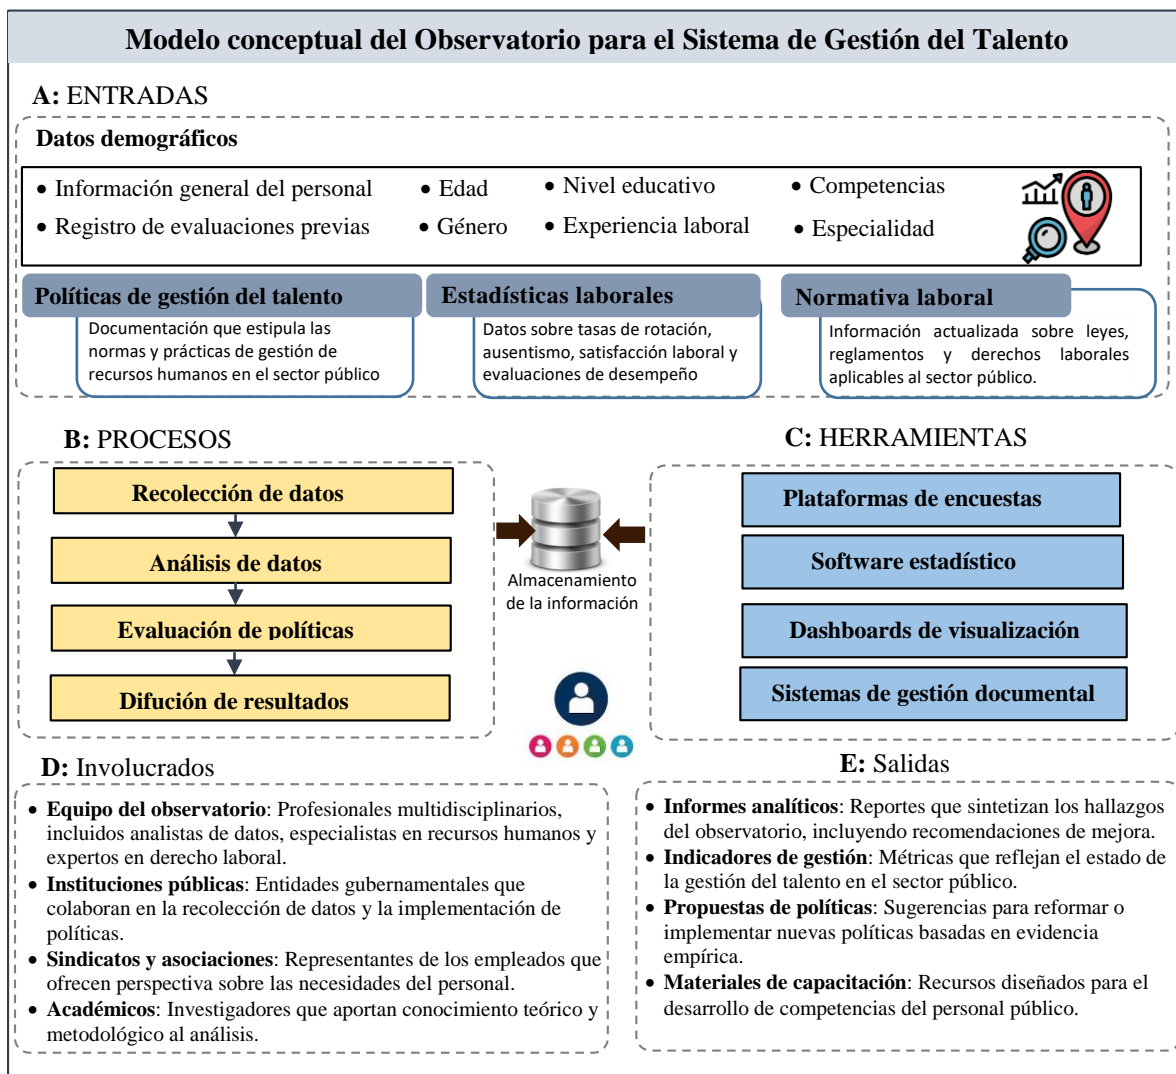 Modelo conceptual del Observatorio para el Sistema de Gestión del Talento
A: ENTRADAS
Datos demográficos
• Información general del personal
• Registro de evaluaciones previas
• Edad
• Género
• Nivel educativo
• Experiencia laboral
• Competencias
• Especialidad
Políticas de gestión del talento
Documentación que estipula las
normas y prácticas de gestión de
recursos humanos en el sector público
Estadísticas laborales
Datos sobre tasas de rotación,
ausentismo, satisfacción laboral y
evaluaciones de desempeño
Normativa laboral
Información actualizada sobre leyes,
reglamentos y derechos laborales
aplicables al sector público.
B: PROCESOS
Recolección de datos
Análisis de datos
Evaluación de políticas
Difución de resultados
Almacenamiento
de la información
C: HERRAMIENTAS
Plataformas de encuestas
Software estadístico
Dashboards de visualización
Sistemas de gestión documental
D: Involucrados
• Equipo del observatorio: Profesionales multidisciplinarios,
incluidos analistas de datos, especialistas en recursos humanos y
expertos en derecho laboral.
• Instituciones públicas: Entidades gubernamentales que
colaboran en la recolección de datos y la implementación de
políticas.
• Sindicatos y asociaciones: Representantes de los empleados que
ofrecen perspectiva sobre las necesidades del personal.
• Académicos: Investigadores que aportan conocimiento teórico y
metodológico al análisis.
E: Salidas
• Informes analíticos: Reportes que sintetizan los hallazgos
del observatorio, incluyendo recomendaciones de mejora.
• Indicadores de gestión: Métricas que reflejan el estado de
la gestión del talento en el sector público.
• Propuestas de políticas: Sugerencias para reformar o
implementar nuevas políticas basadas en evidencia
empírica.
• Materiales de capacitación: Recursos diseñados para el
desarrollo de competencias del personal público.